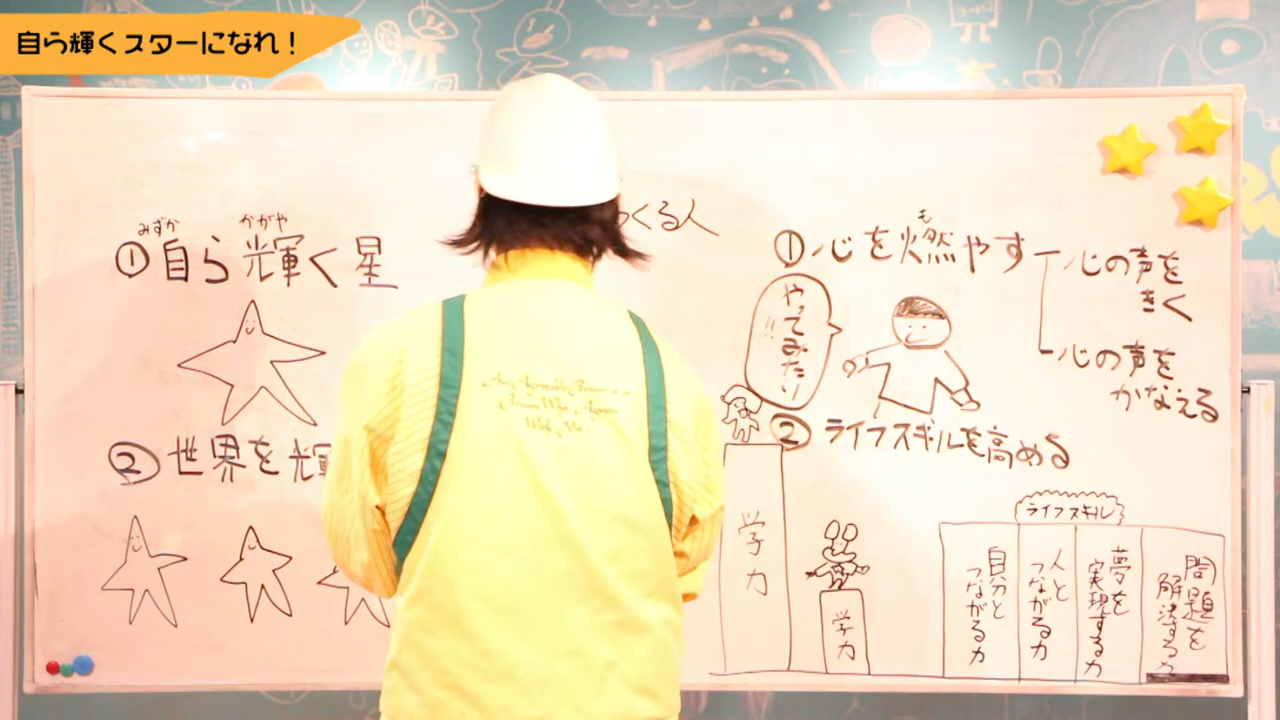 自ら輝くスターになれ！
みずか かがや
①自ら輝く星
②世界を輝
くる人
も
①心を燃やす
心の声を
きく
心の声を
かなえる
やってみたい!!
②ライフスキルを高める
学力
学力
ライフスキル
自分と
つながる力
人と
つながる力
夢を
実現する力
問題を
解決する力